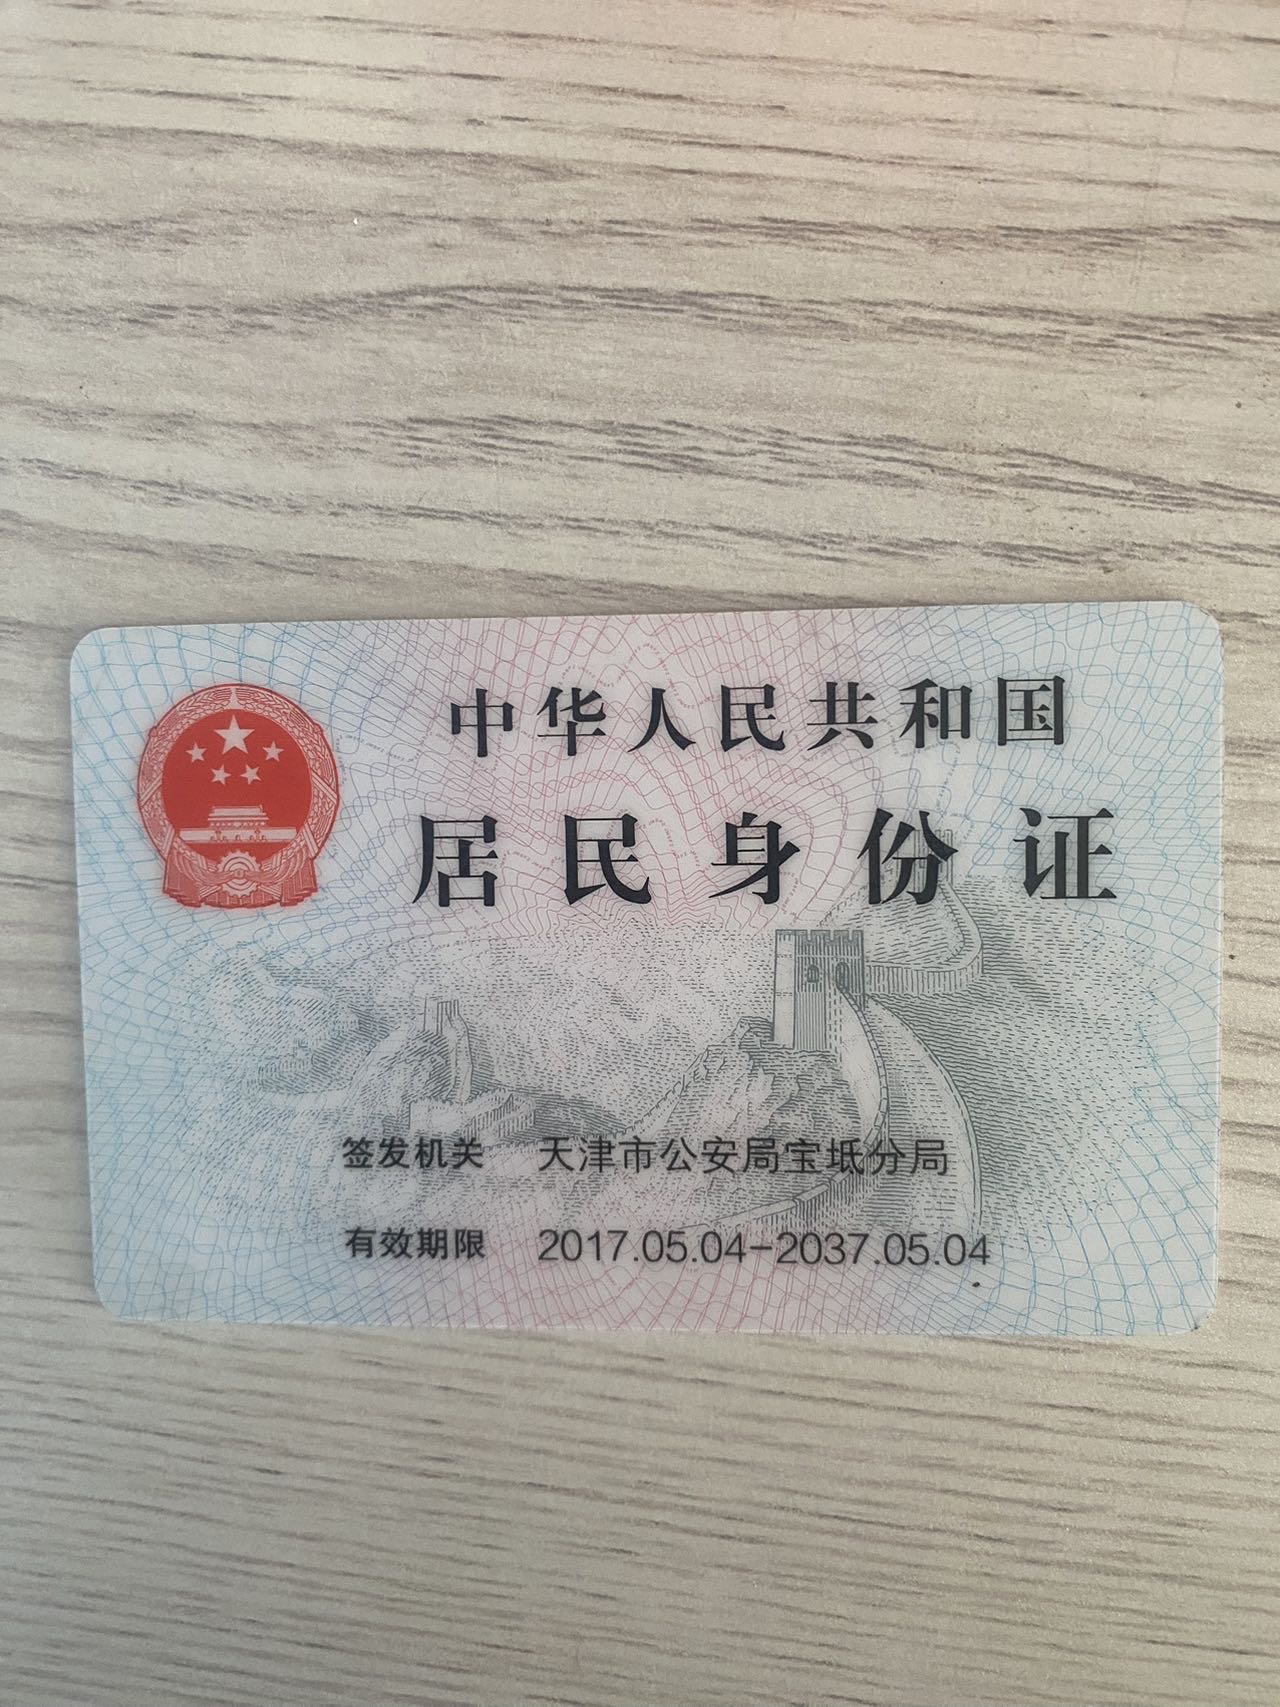 中华人民共和国
居民身份证
签发机关 天津市公安局宝坻分局
有效期限 2017.05.04-2037.05.04